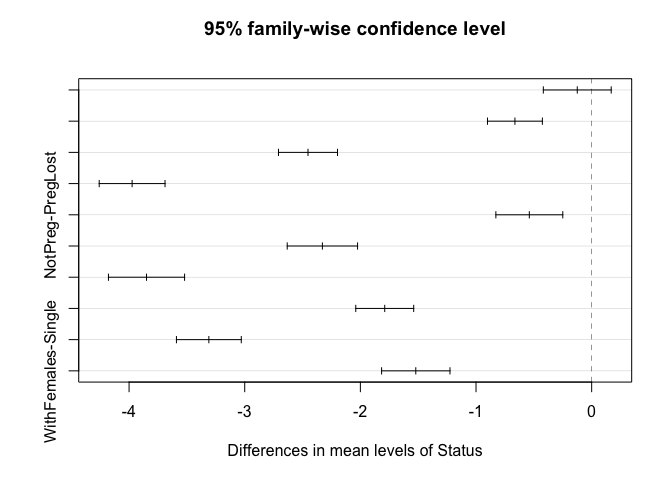 95% family-wise confidence level
NotPreg-PregLost
WithFemales-Single
-4 -3 -2 -1 0
Differences in mean levels of Status